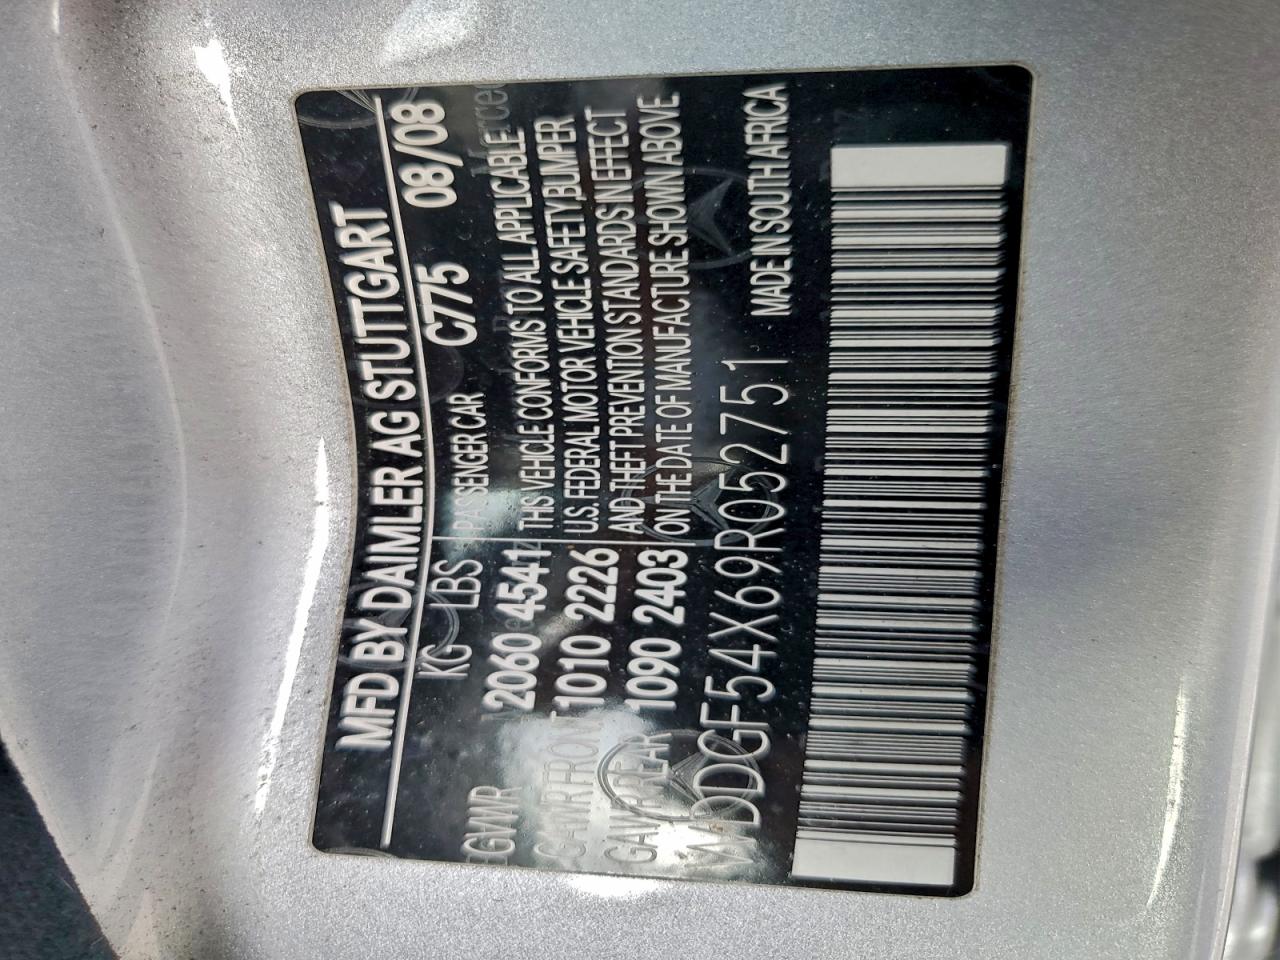 MFD BY DAIMLER AG STUTTGART
KG LBS PASSENGER CAR C775 08/08
GVWR 2060 4541 THIS VEHICLE CONFORMS TO ALL APPLICABLE
GAWR FRONT 1010 2226 U.S. FEDERAL MOTOR VEHICLE SAFETY,BUMPER
GAWR REAR 1090 2403 AND THEFT PREVENTION STANDARDS IN EFFECT
ON THE DATE OF MANUFACTURE SHOWN ABOVE.
WDDGF54X69R052751 MADE IN SOUTH AFRICA